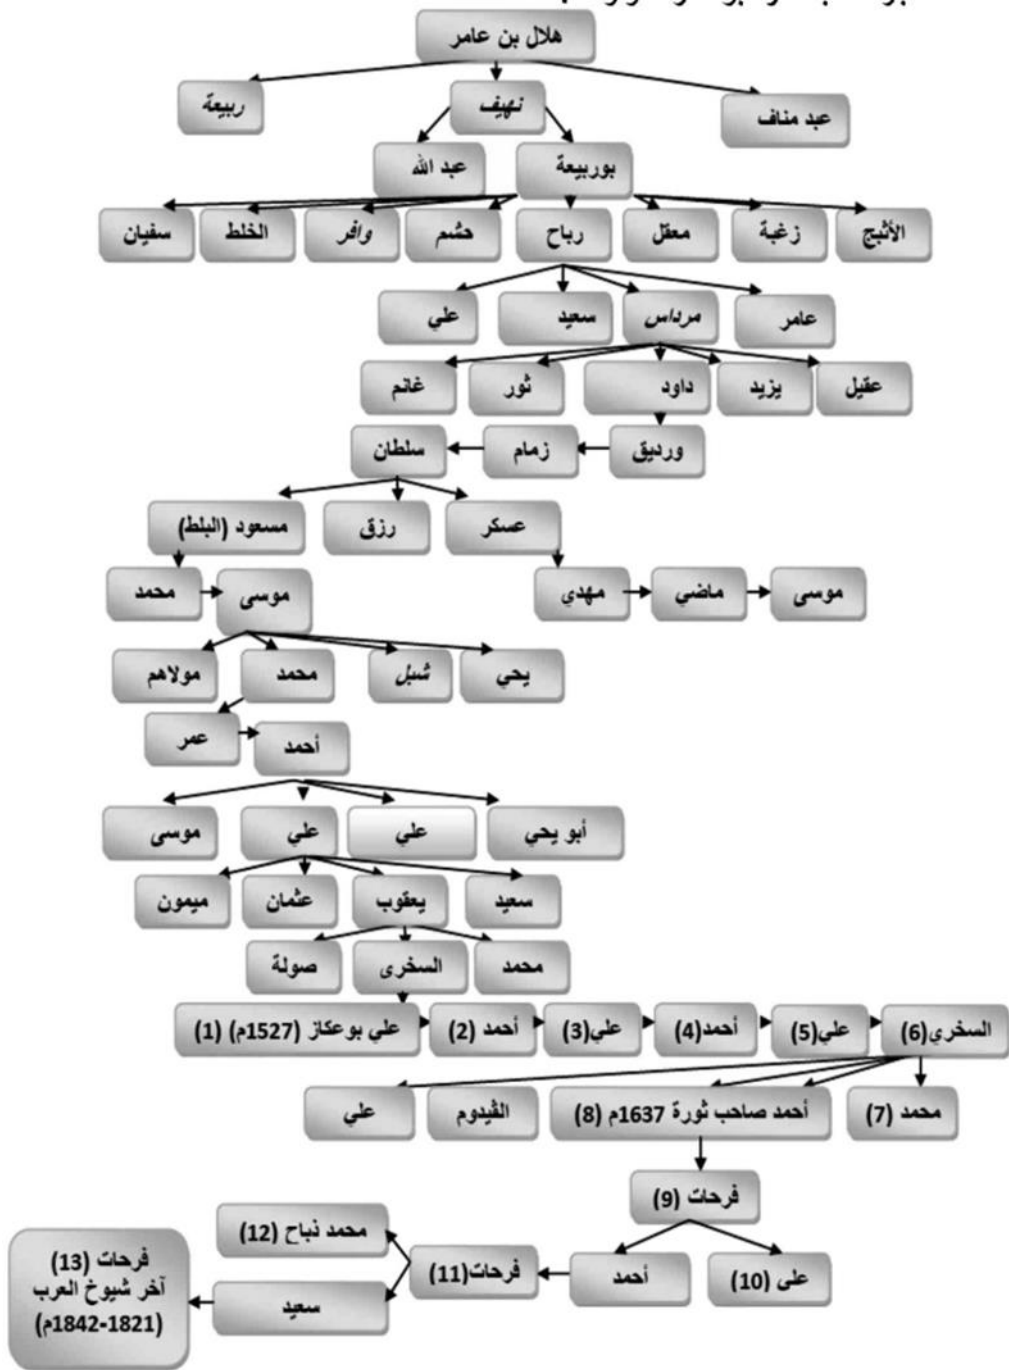 هلال بن عامر
عبد مناف
نهيف
ربيعة
بوربيعة
عبد الله
الأثبج
زغبة
معقل
رباح
حشم
وافر
الخلط
سفيان
عامر
مرداس
سعيد
علي
عقيل
يزيد
داود
ثور
غانم
ورديق
زمام
سلطان
عسكر
رزق
مسعود (البلط)
موسى
ماضي
مهدي
موسى
محمد
يحي
شبل
محمد
مولاهم
أحمد
عمر
أبو يحي
علي
علي
موسى
سعيد
يعقوب
عثمان
ميمون
محمد
السخرى
صولة
علي بوعكاز (1527م) (1)
أحمد (2)
علي(3)
أحمد(4)
علي(5)
السخري(6)
محمد (7)
أحمد صاحب ثورة 1637م (8)
القيدوم
علي
فرحات (9)
على (10)
أحمد
فرحات(11)
محمد ذباح (12)
سعيد
فرحات (13)
آخر شيوخ العرب
(1821-1842م)